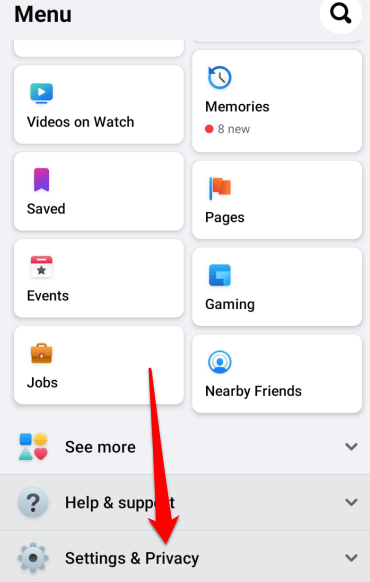 Menu
Videos on Watch
Memories
8 new
Saved
Pages
Events
Gaming
Jobs
Nearby Friends
See more
Help & support
Settings & Privacy